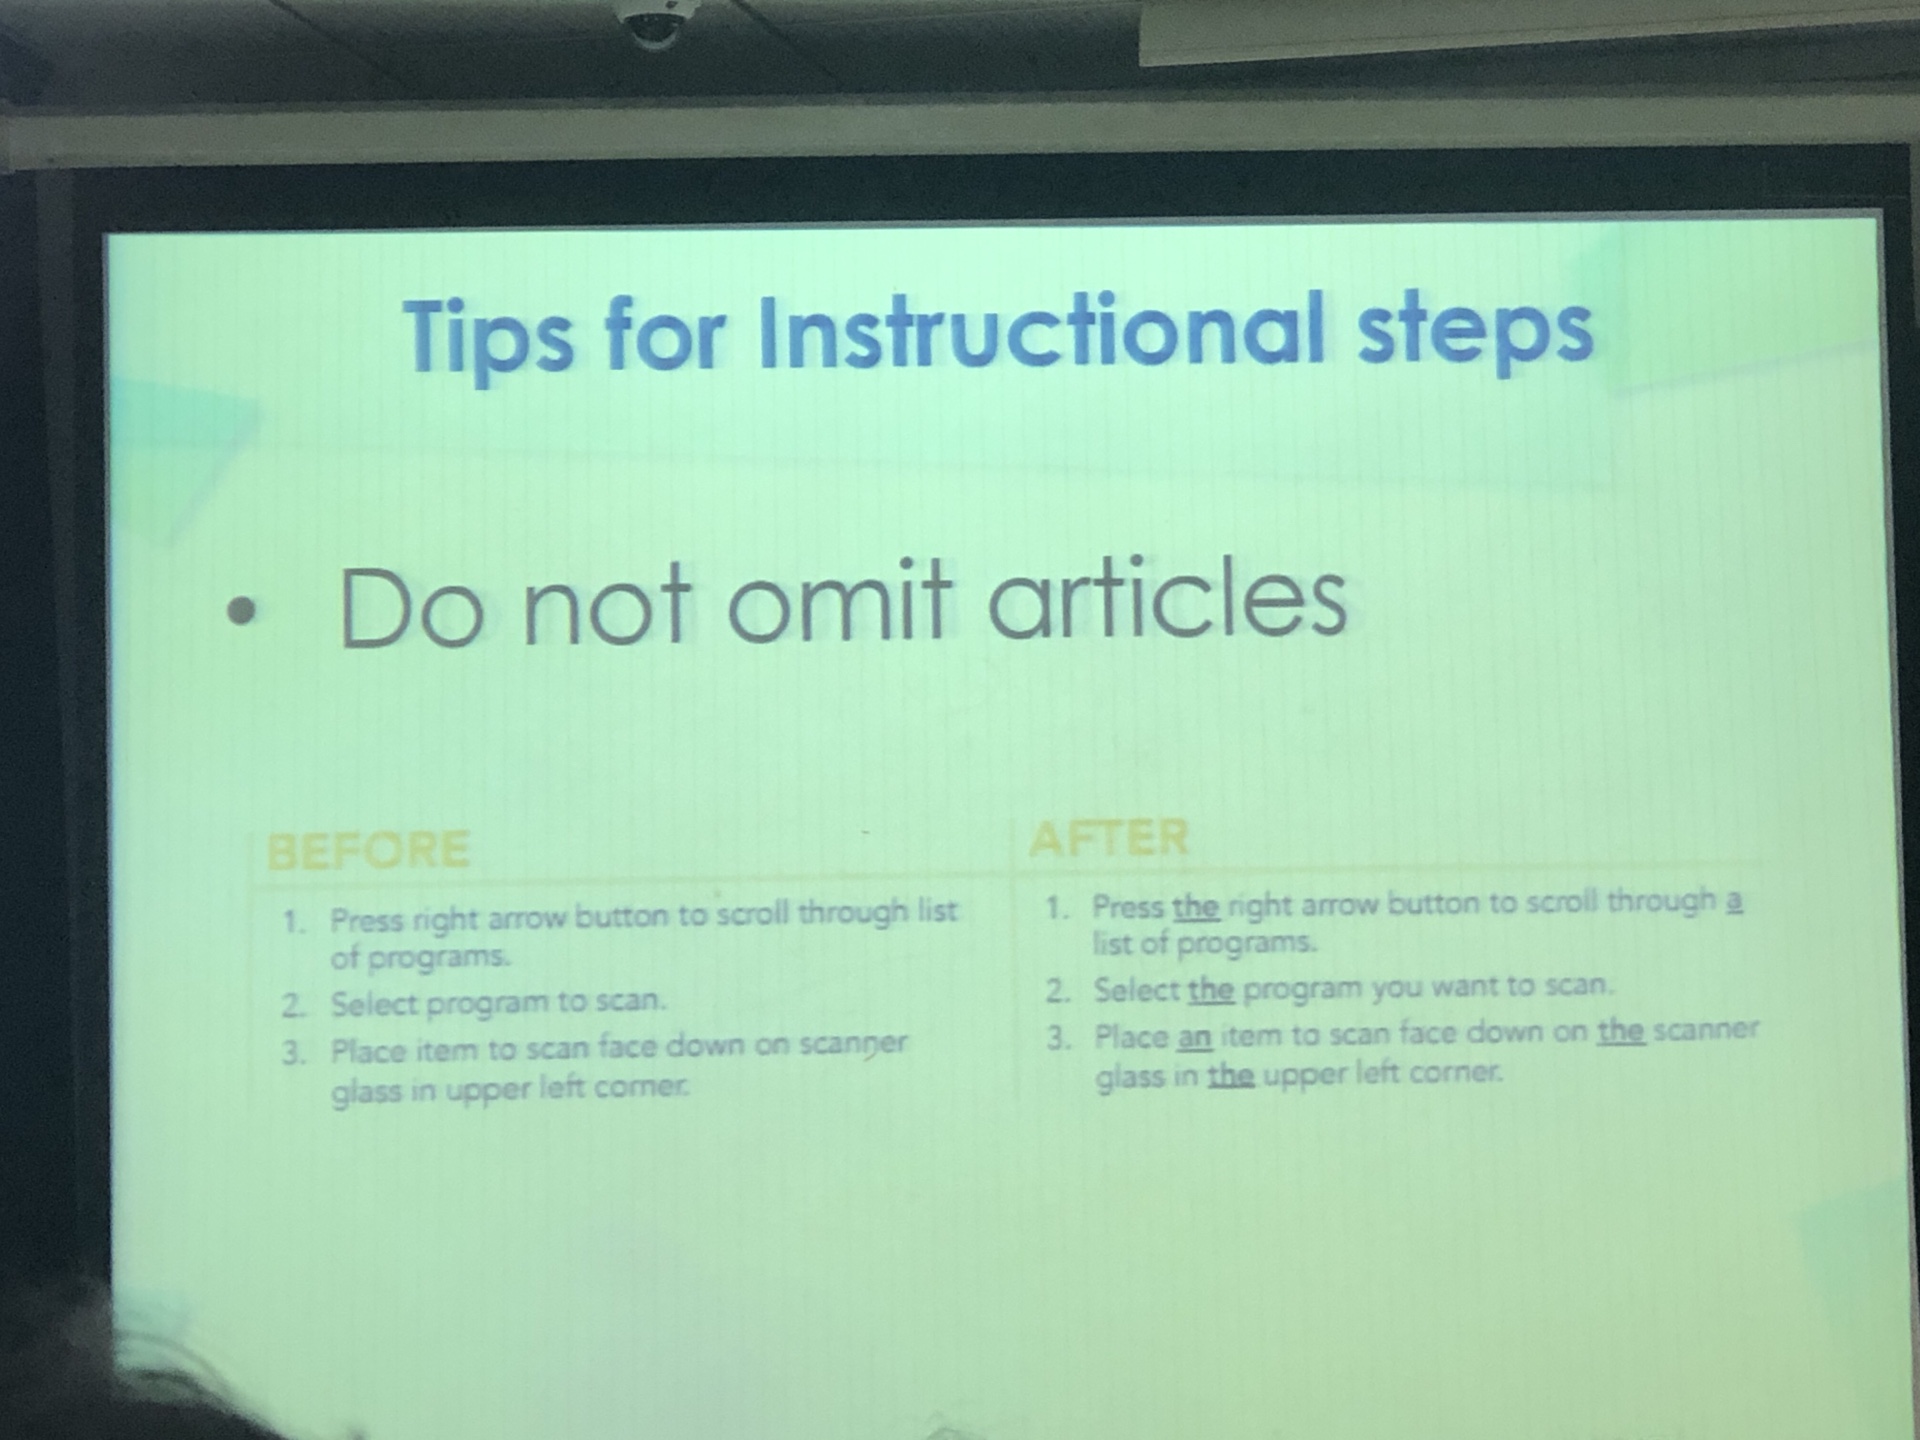 Tips for Instructional steps
• Do not omit articles
BEFORE
1. Press right arrow button to scroll through list
of programs.
2. Select program to scan.
3. Place item to scan face down on scanner
glass in upper left corner.
AFTER
1. Press the right arrow button to scroll through a
list of programs.
2. Select the program you want to scan.
3. Place an item to scan face down on the scanner
glass in the upper left corner.